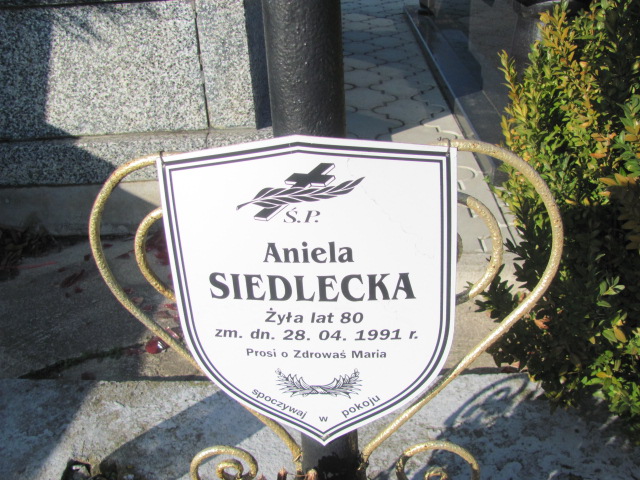 Ś.P.
Aniela
SIEDLECKA
Żyła lat 80
zm. dn. 28. 04. 1991 r.
Prosi o Zdrowaś Maria
spoczywaj w pokoju